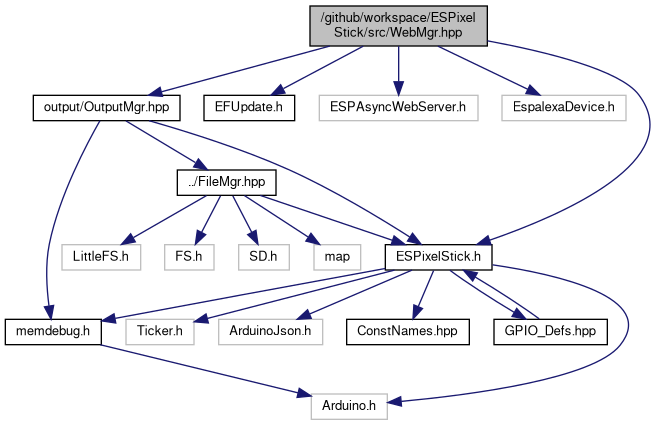 /github/workspace/ESPixel
Stick/src/WebMgr.hpp
output/OutputMgr.hpp
EFUpdate.h
ESPAsyncWebServer.h
EspalexaDevice.h
../FileMgr.hpp
LittleFS.h
FS.h
SD.h
map
ESPixelStick.h
memdebug.h
Ticker.h
ArduinoJson.h
ConstNames.hpp
GPIO_Defs.hpp
Arduino.h